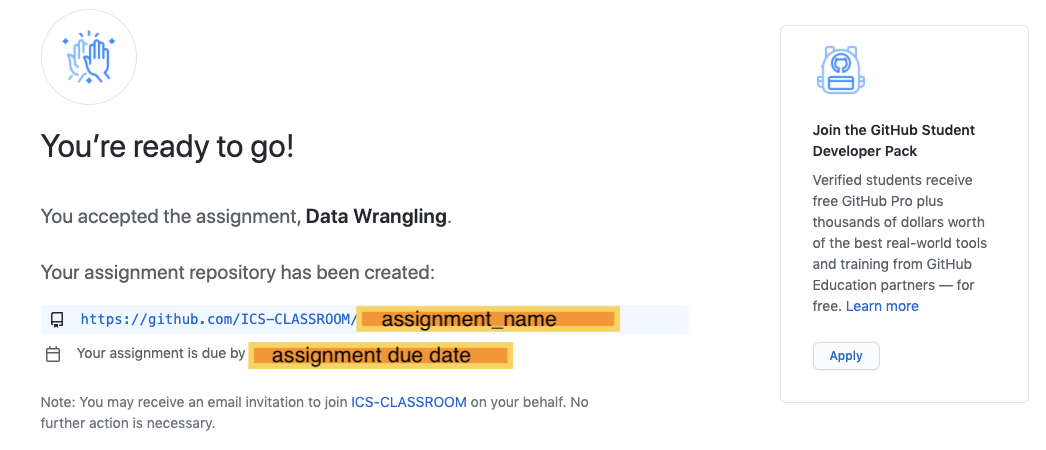 You're ready to go!
You accepted the assignment, Data Wrangling.
Your assignment repository has been created:
https://github.com/ICS-CLASSROOM/ assignment_name
Your assignment is due by assignment due date
Note: You may receive an email invitation to join ICS-CLASSROOM on your behalf. No
further action is necessary.
Join the GitHub Student
Developer Pack
Verified students receive
free GitHub Pro plus
thousands of dollars worth
of the best real-world tools
and training from GitHub
Education partners — for
free. Learn more
Apply